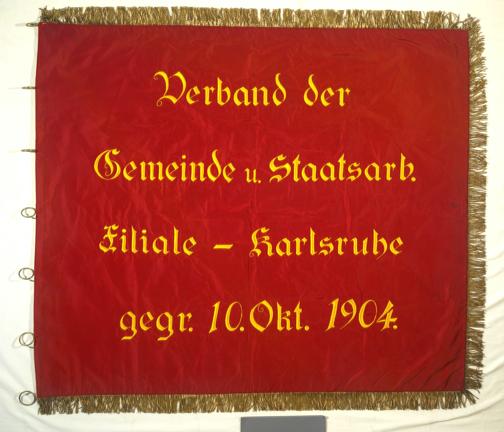 Verband der
Gemeinde u. Staatsarb.
Filiale – Karlsruhe
gegr. 10. Okt. 1904.